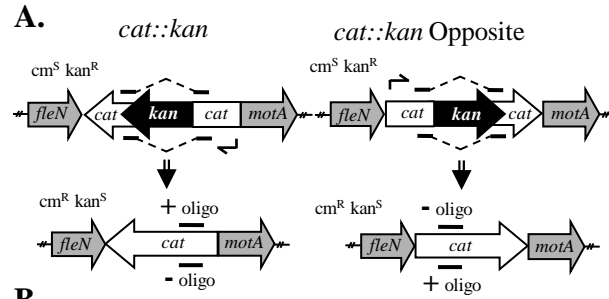 A.
cat::kan
cat::kan Opposite
cmS kanR
cmS kanR
fleN cat kan cat motA
fleN cat kan cat motA
+ oligo
- oligo
cmR kanS
cmR kanS
fleN cat motA
fleN cat motA
- oligo
+ oligo